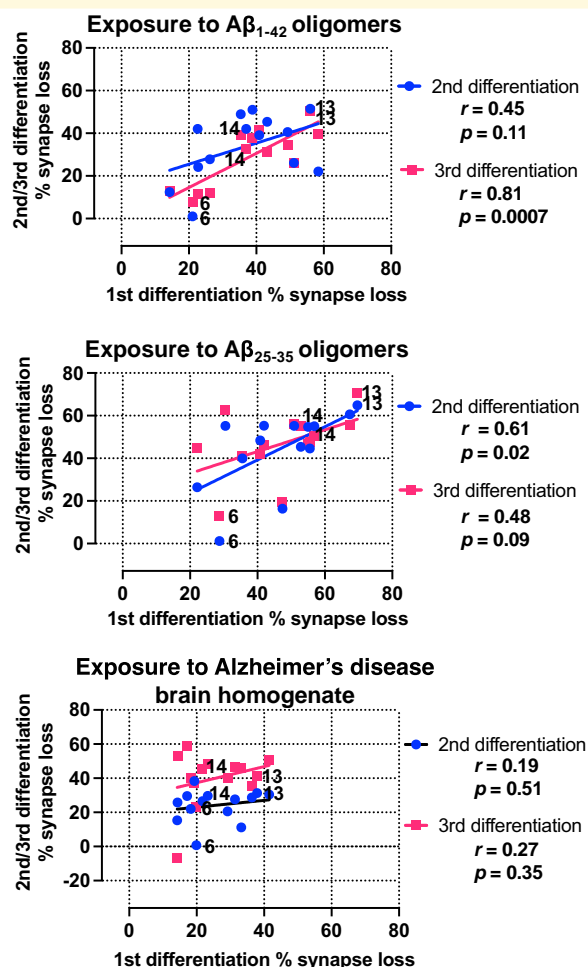 Exposure to Aβ1-42 oligomers
2nd/3rd differentiation
% synapse loss
80
60
40
20
0
0 20 40 60 80
1st differentiation % synapse loss
13
13
14
14
6
6
2nd differentiation
r = 0.45
p = 0.11
3rd differentiation
r = 0.81
p = 0.0007
Exposure to Aβ25-35 oligomers
2nd/3rd differentiation
% synapse loss
80
60
40
20
0
0 20 40 60 80
1st differentiation % synapse loss
13
13
14
14
6
6
2nd differentiation
r = 0.61
p = 0.02
3rd differentiation
r = 0.48
p = 0.09
Exposure to Alzheimer's disease
brain homogenate
2nd/3rd differentiation
% synapse loss
80
60
40
20
0
-20
0 20 40 60 80
1st differentiation % synapse loss
14
13
14
13
6
6
2nd differentiation
r = 0.19
p = 0.51
3rd differentiation
r = 0.27
p = 0.35